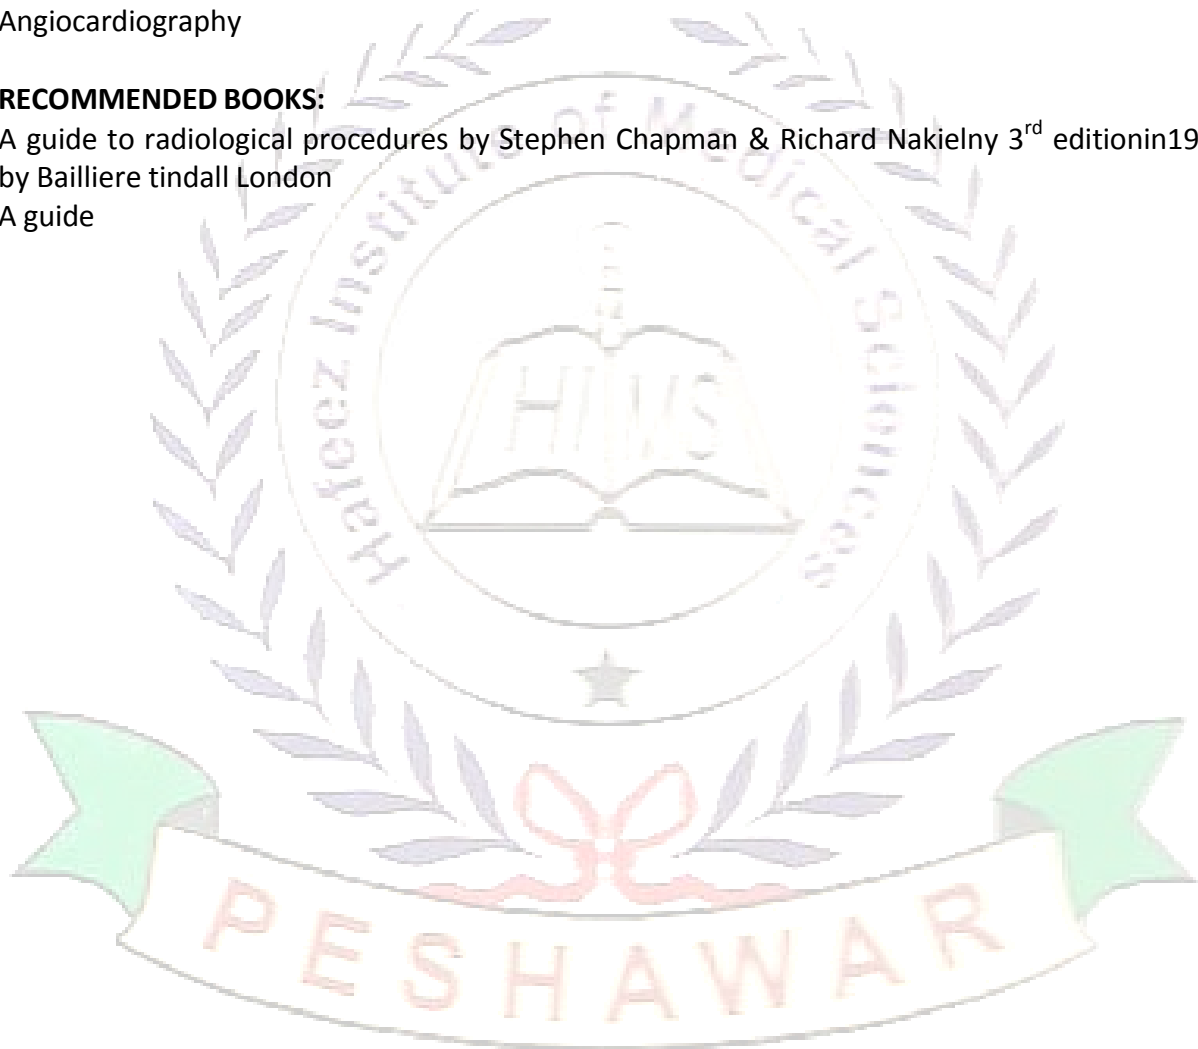 Angiocardiography
RECOMMENDED BOOKS:
A guide to radiological procedures by Stephen Chapman & Richard Nakielny 3rd editionin19
by Bailliere tindall London
A guide
Hafeez Institute of Medical Sciences
HIMS
PESHAWAR